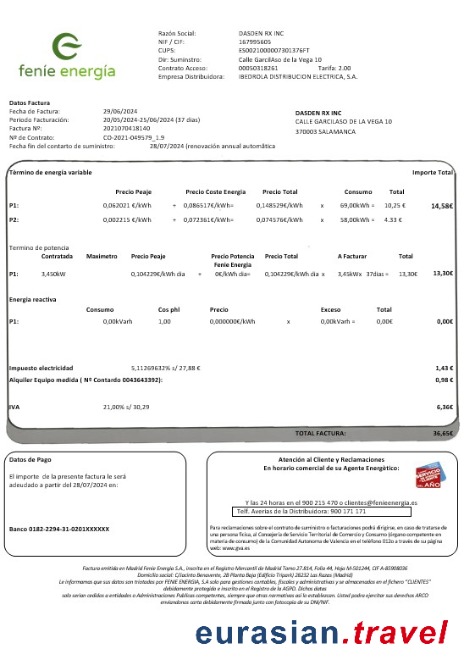 feníe energía
Razón Social: DASDEN RX INC
NIF / CIF: 167995605
CUPS: ES0021000007301376FT
Dir: Suministro: Calle GarcilAso de la Vega 10
Contrato Acceso: 00050318261 Tarifa: 2.00
Empresa Distribuidora: IBEDROLA DISTRIBUCION ELECTRICA, S.A.
Datos Factura
Fecha de Factura: 29/06/2024
Periodo Facturación: 20/05/2024-25/06/2024 (37 dias)
Factura Nº: 2021070418140
Nº de Contrato: CO-2021-049579_1.9
Fecha fin del contarto de suministro: 28/07/2024 (renovación annual automática
DASDEN RX INC
CALLE GARCILASO DE LA VEGA 10
370003 SALAMANCA
Término de energía variable Importe Total
Precio Peaje Precio Coste Energía Precio Total Consumo Total
P1: 0,062021 €/kWh + 0,086517€/kWh= 0,148529€/kWh x 69,00kWh = 10,25 € 14,58€
P2: 0,002215 €/kWh + 0,072361€/kWh= 0,074576€/kWh x 58,00kWh = 4.33 €
Termino de potencia
Contratada Maximetro Precio Peaje Precio Potencia Fenie Energía Precio Total A Facturar Total
P1: 3,450kW 0,104229€/kWh dia + 0€/kWh dia= 0,104229€/kWh dia x 3,45kWx 37dias = 13,30€ 13,30€
Energía reactiva
Consumo Cos phi Precio Exceso Total
P1: 0,00kVarh 1,00 0,000000€/kWh x 0,00kVarh = 0,00€ 0,00€
Impuesto electricidad 5,11269632% s/ 27,88 € 1,43 €
Alquiler Equipo medida ( Nº Contardo 0043643392): 0,98 €
IVA 21,00% s/ 30,29 6,36€
TOTAL FACTURA: 36,65€
Datos de Pago
El importe de la presente factura le será
adeudado a partir del 28/07/2024 en:
Banco 0182-2294-31-0201XXXXXX
Atención al Cliente y Reclamaciones
En horario comercial de su Agente Energético:
Y las 24 horas en el 900 215 470 o clientes@fenieenergia.es
Telf. Averías de la Distribuidora: 900 171 171
Para reclamaciones sobre el contrato de suministro o facturaciones podrá dirigirse, en caso de tratarse
de una persona física, al Consejería de Servicio Territorial de Comercio y Consumo (órgano competente
en materia de consumo) de la Comunidad Autonoma de Valencia en el teléfono 012o a través de su página
web: www.gva.es
Factura emitida en Madrid Feníe Energía S.A., inscrita en el Registro Mercantil de Madrid Tomo 27.814, Folio 44, Hoja M-501244, CIF A-85908036
Domicilio social: C/Jacinto Benavente, 2B Planta Baja (Edificio Tripark) 28232 Las Rozas (Madrid)
Le informamos que sus datos son tratados por FENIE ENERGIA, S.A solo para gestiones contables, fiscales y administrativas y se almacenados en el fichero "CLIENTES"
debidamente protegido e inscrito en el Registro de la AGPD. Dichos datos
solo serían cedidos a entidades o Administraciones Públicas competentes, siempre que otras normativas así lo establezcan. Usted podra ejercitar sus derechos ARCO
enviandonos carta debidamente firmada junto con fotocopia de su DNI/NIF.
eurasian.travel